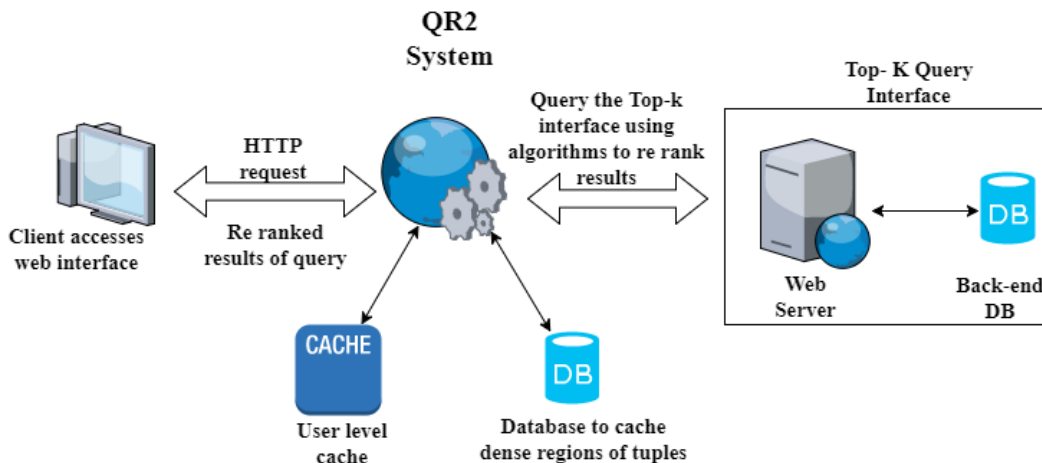 QR2
System
Top- K Query
Interface
Query the Top-k
interface using
algorithms to re rank
results
HTTP
request
Re ranked
results of query
Client accesses
web interface
DB
Web
Server
Back-end
DB
CACHE
User level
cache
DB
Database to cache
dense regions of tuples